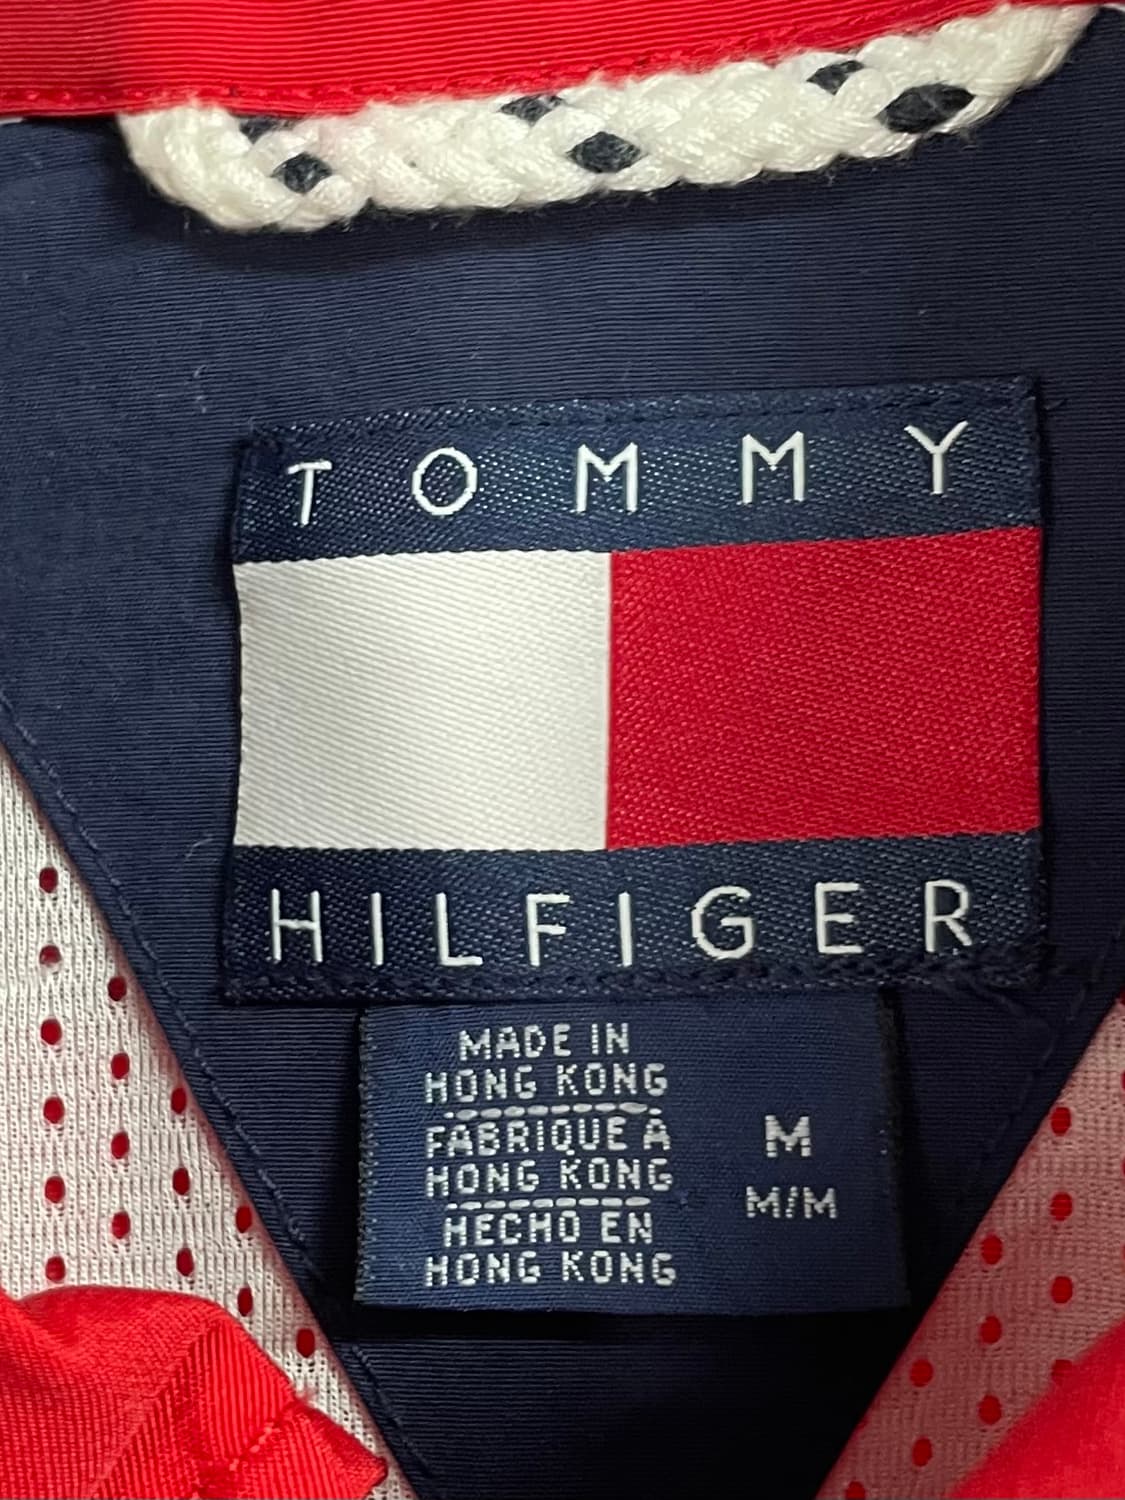 TOMMY
HILFIGER
MADE IN
HONG KONG
FABRIQUE A
HONG KONG
HECHO EN
HONG KONG
M
M/M